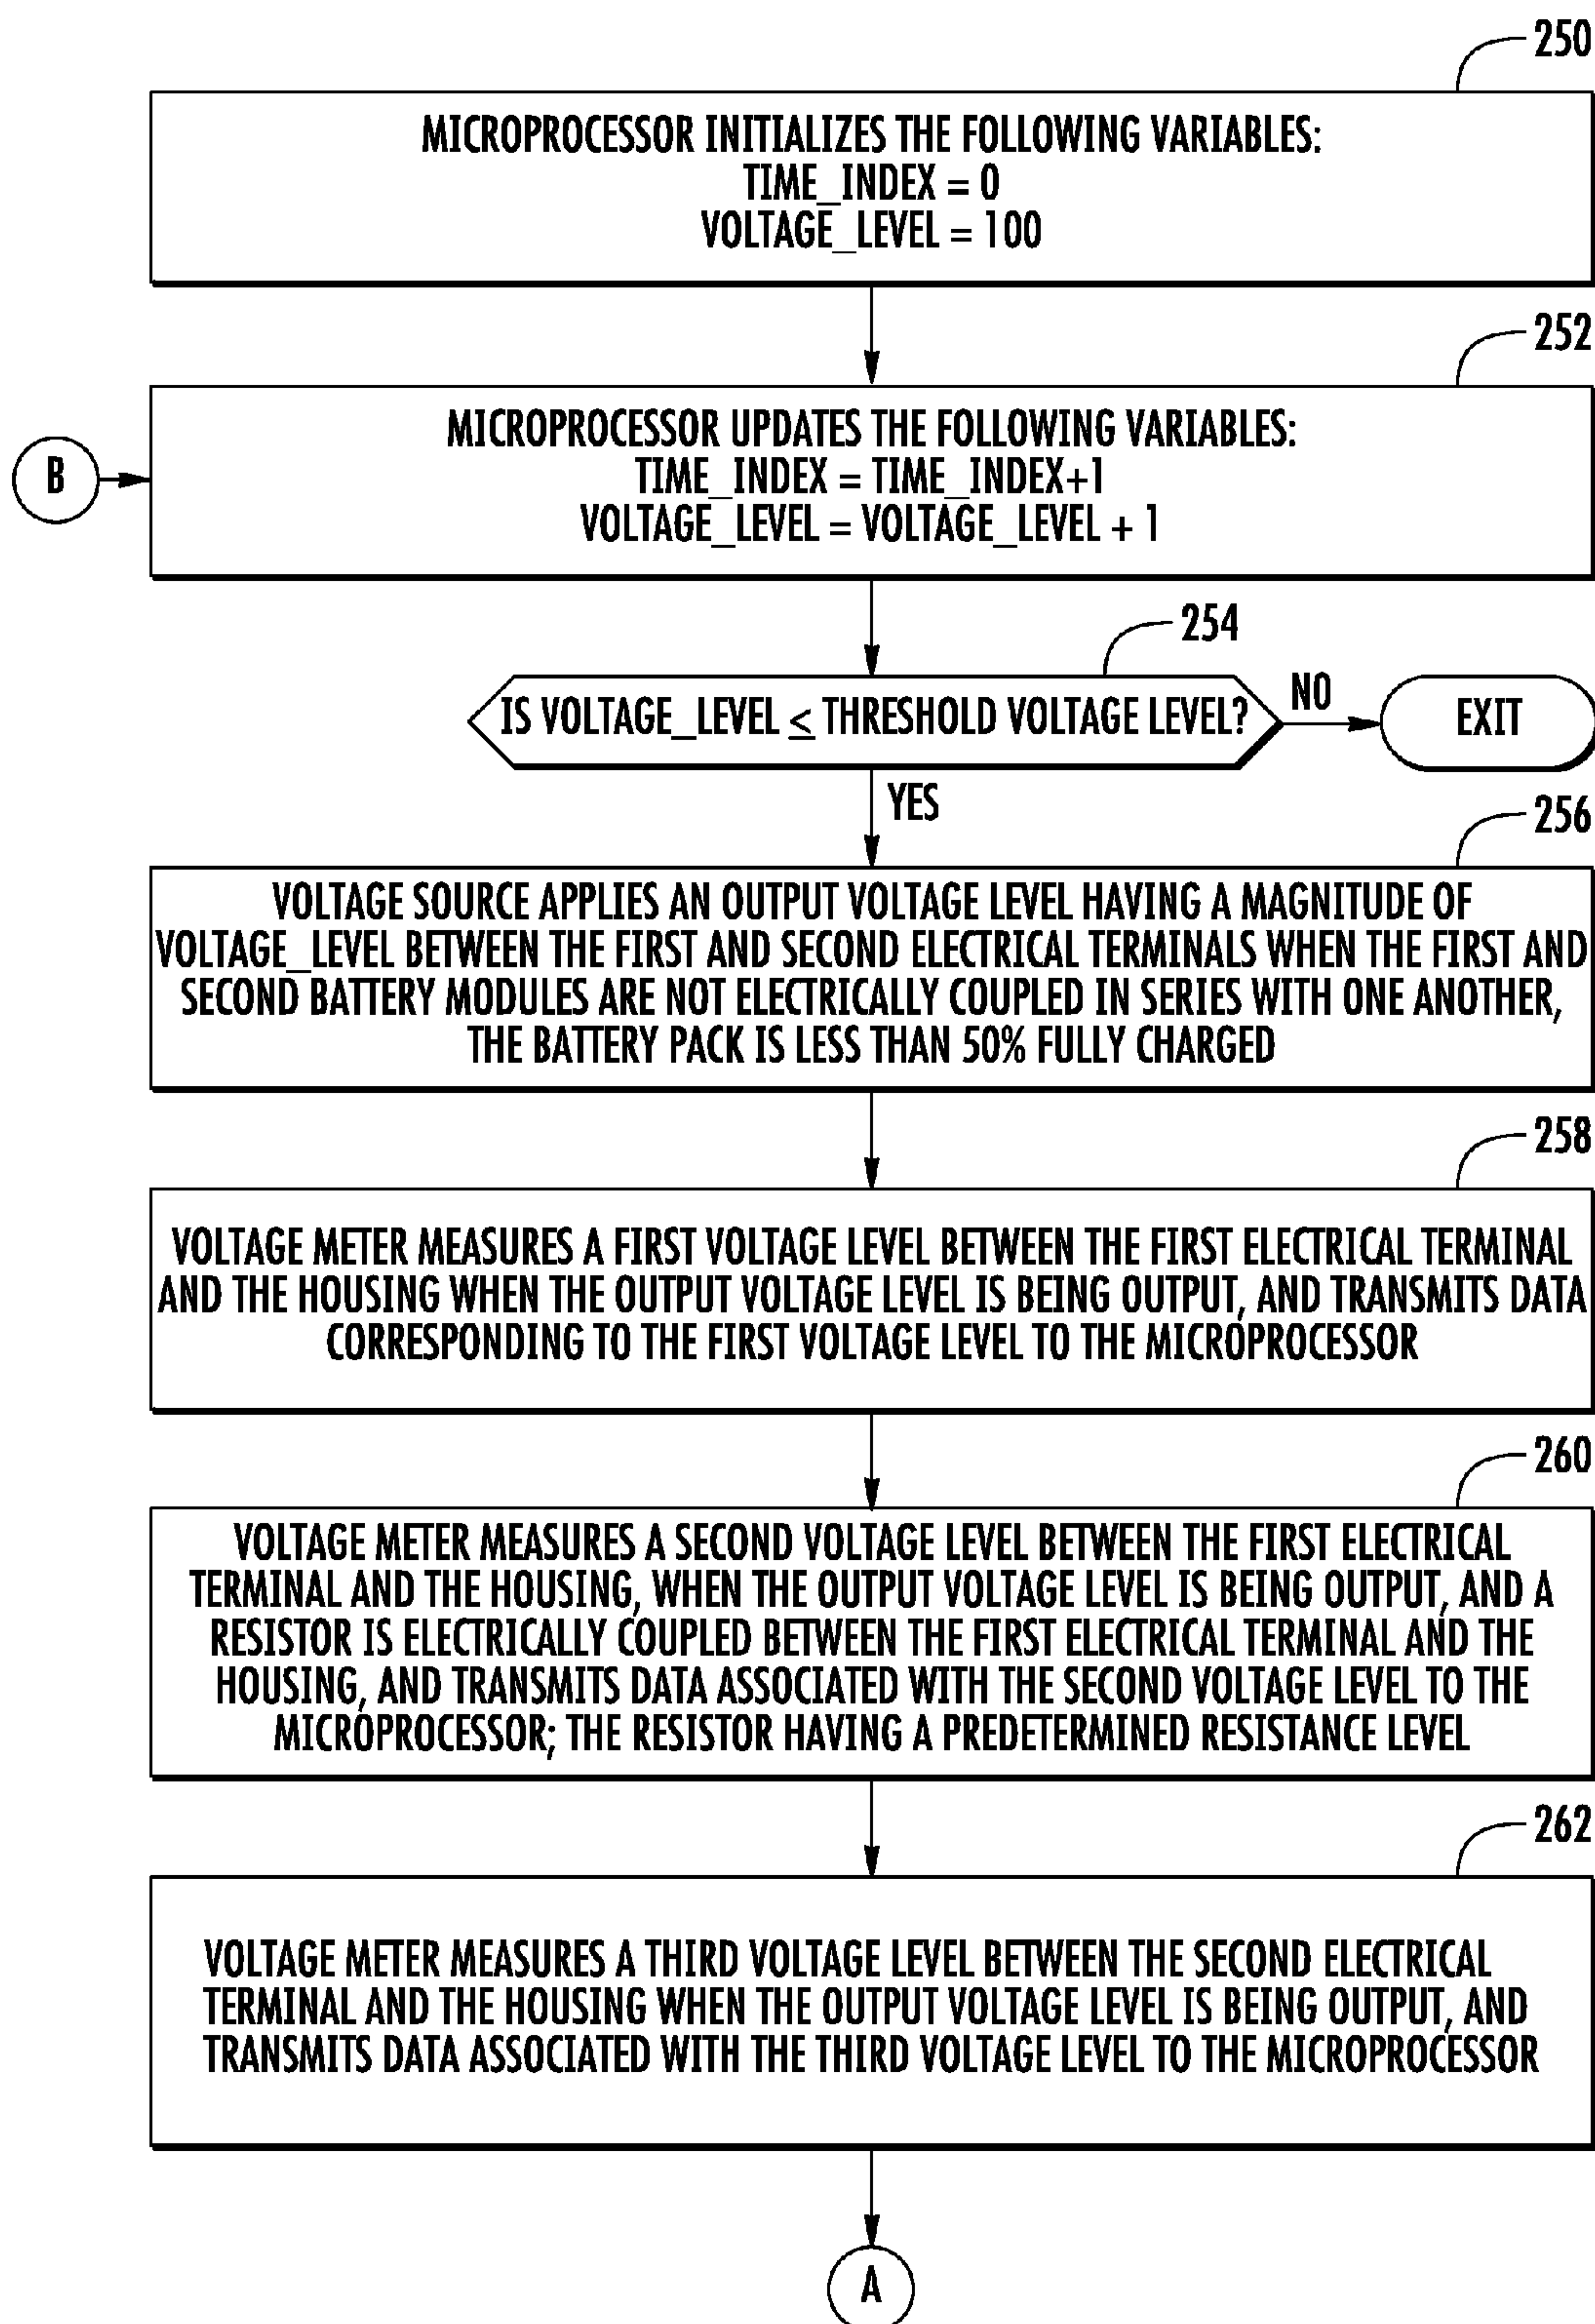 250
MICROPROCESSOR INITIALIZES THE FOLLOWING VARIABLES:
TIME_INDEX = 0
VOLTAGE_LEVEL = 100
252
MICROPROCESSOR UPDATES THE FOLLOWING VARIABLES:
TIME_INDEX = TIME_INDEX+1
VOLTAGE_LEVEL = VOLTAGE_LEVEL + 1
B
254
IS VOLTAGE_LEVEL ≤ THRESHOLD VOLTAGE LEVEL?
NO
EXIT
YES
256
VOLTAGE SOURCE APPLIES AN OUTPUT VOLTAGE LEVEL HAVING A MAGNITUDE OF
VOLTAGE_LEVEL BETWEEN THE FIRST AND SECOND ELECTRICAL TERMINALS WHEN THE FIRST AND
SECOND BATTERY MODULES ARE NOT ELECTRICALLY COUPLED IN SERIES WITH ONE ANOTHER,
THE BATTERY PACK IS LESS THAN 50% FULLY CHARGED
258
VOLTAGE METER MEASURES A FIRST VOLTAGE LEVEL BETWEEN THE FIRST ELECTRICAL TERMINAL
AND THE HOUSING WHEN THE OUTPUT VOLTAGE LEVEL IS BEING OUTPUT, AND TRANSMITS DATA
CORRESPONDING TO THE FIRST VOLTAGE LEVEL TO THE MICROPROCESSOR
260
VOLTAGE METER MEASURES A SECOND VOLTAGE LEVEL BETWEEN THE FIRST ELECTRICAL
TERMINAL AND THE HOUSING, WHEN THE OUTPUT VOLTAGE LEVEL IS BEING OUTPUT, AND A
RESISTOR IS ELECTRICALLY COUPLED BETWEEN THE FIRST ELECTRICAL TERMINAL AND THE
HOUSING, AND TRANSMITS DATA ASSOCIATED WITH THE SECOND VOLTAGE LEVEL TO THE
MICROPROCESSOR; THE RESISTOR HAVING A PREDETERMINED RESISTANCE LEVEL
262
VOLTAGE METER MEASURES A THIRD VOLTAGE LEVEL BETWEEN THE SECOND ELECTRICAL
TERMINAL AND THE HOUSING WHEN THE OUTPUT VOLTAGE LEVEL IS BEING OUTPUT, AND
TRANSMITS DATA ASSOCIATED WITH THE THIRD VOLTAGE LEVEL TO THE MICROPROCESSOR
A